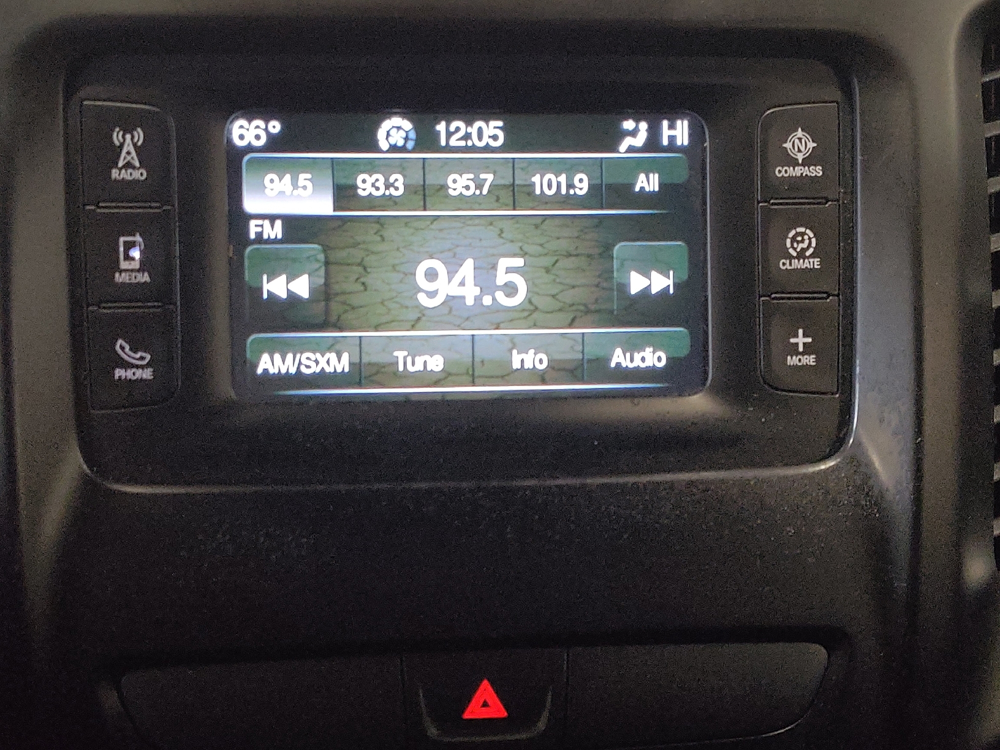 66° 12:05 HI
94.5 93.3 95.7 101.9 All
FM
94.5
AM/SXM Tune Info Audio
RADIO
MEDIA
PHONE
N
COMPASS
CLIMATE
+
MORE